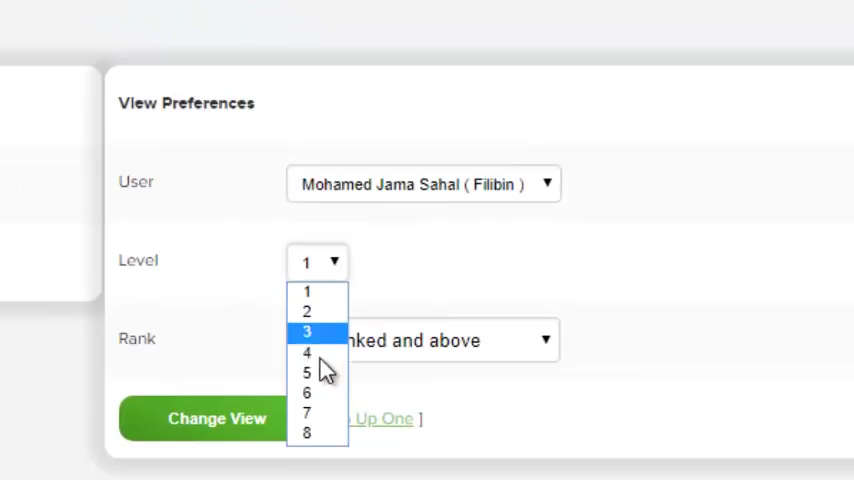 View Preferences
User
Mohamed Jama Sahal ( Filibin )
Level
1
1
2
3
4
5
6
7
8
Rank
and above
Change View
Up One ]